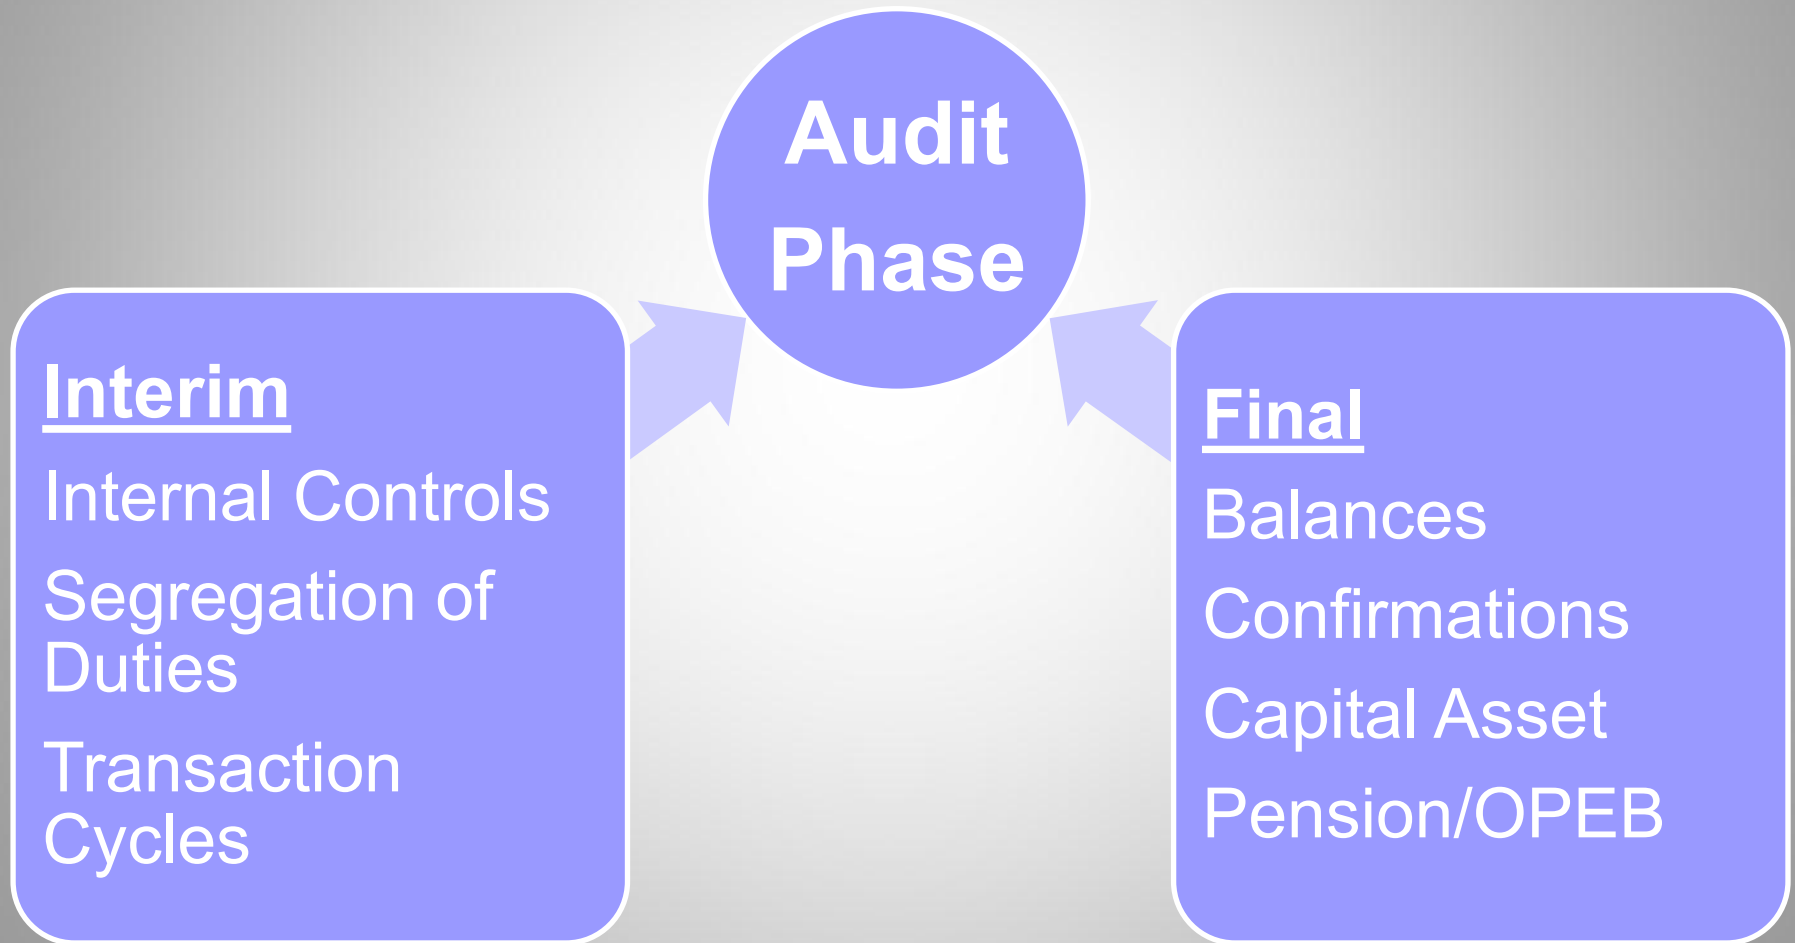 Audit
Phase
Interim
Internal Controls
Segregation of
Duties
Transaction
Cycles
Final
Balances
Confirmations
Capital Asset
Pension/OPEB